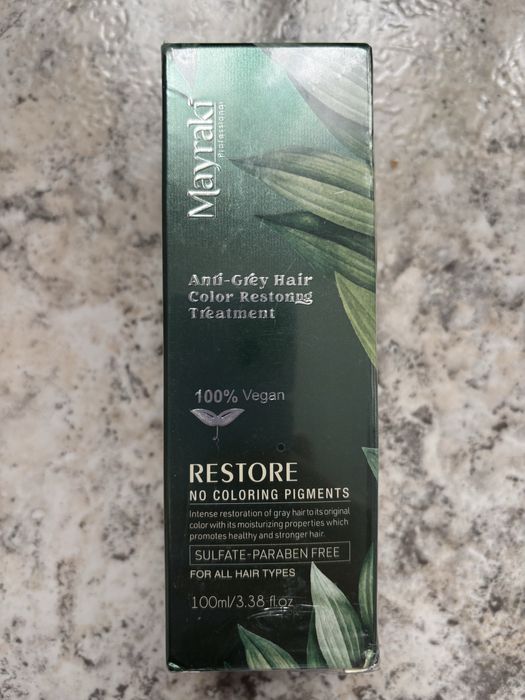 Mayraki
Professional
Anti-Grey Hair
Color Restoring
Treatment
100% Vegan
RESTORE
NO COLORING PIGMENTS
Intense restoration of gray hair to its original
color with its moisturizing properties which
promotes healthy and stronger hair.
SULFATE-PARABEN FREE
FOR ALL HAIR TYPES
100ml/3.38 fl.oz